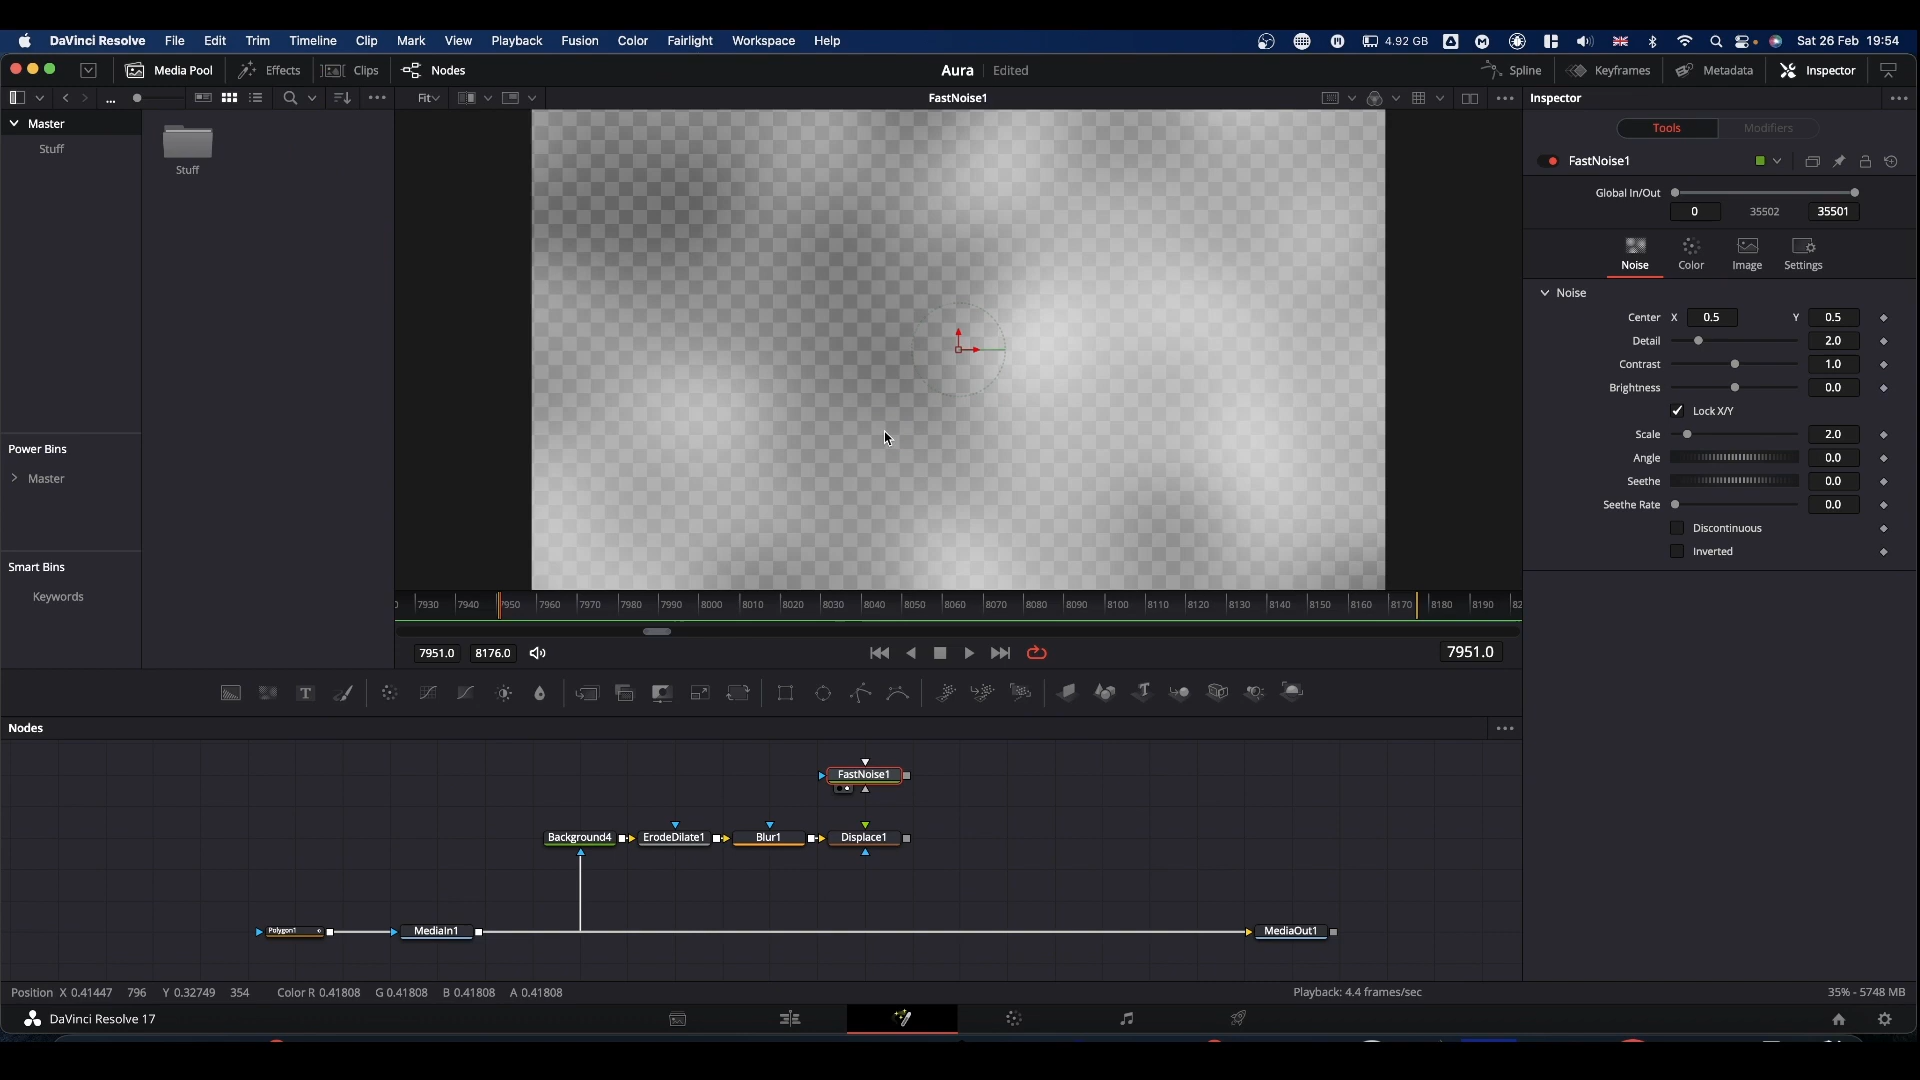 DaVinci Resolve File Edit Trim Timeline Clip Mark View Playback Fusion Color Fairlight Workspace Help 4.92 GB Sat 26 Feb 19:54
Media Pool Effects Clips Nodes Aura Edited Spline Keyframes Metadata Inspector
... Fit FastNoise1 Inspector
Master
Stuff
Stuff
Power Bins
Master
Smart Bins
Keywords
Tools Modifiers
FastNoise1
Global In/Out
0 35502 35501
Noise Color Image Settings
Noise
Center X 0.5 Y 0.5
Detail 2.0
Contrast 1.0
Brightness 0.0
Lock X/Y
Scale 2.0
Angle 0.0
Seethe 0.0
Seethe Rate 0.0
Discontinuous
Inverted
7930 7940 7950 7960 7970 7980 7990 8000 8010 8020 8030 8040 8050 8060 8070 8080 8090 8100 8110 8120 8130 8140 8150 8160 8170 8180 8190 82
7951.0 8176.0 7951.0
Nodes
FastNoise1
Background4 ErodeDilate1 Blur1 Displace1
Polygon1 MediaIn1 MediaOut1
Position X 0.41447 796 Y 0.32749 354 Color R 0.41808 G 0.41808 B 0.41808 A 0.41808 Playback: 4.4 frames/sec 35% - 5748 MB
DaVinci Resolve 17